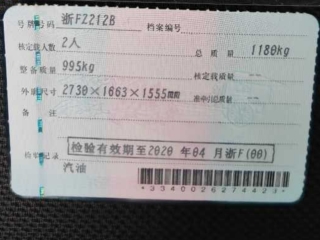 号牌号码 浙FZ212B 档案编号
核定载人数 2人 总质量 1180kg
整备质量 995kg 核定载质量 --
外廓尺寸 2730×1663×1555mm 准牵引总质量 --
备注
检验记录 检验有效期至2020年04月浙F(00)
汽油
*3340026274423*